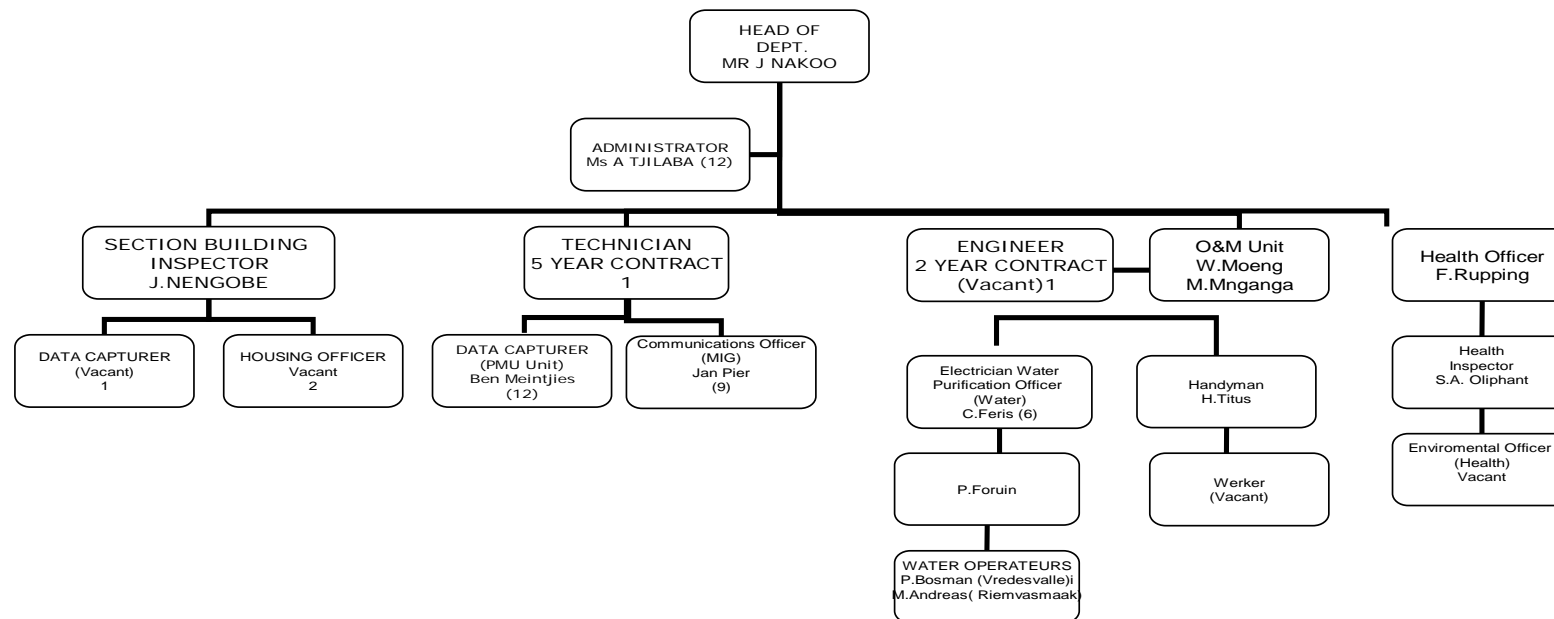 HEAD OF
DEPT.
MR J NAKOO
ADMINISTRATOR
Ms A TJILABA (12)
SECTION BUILDING
INSPECTOR
J.NENGOBE
TECHNICIAN
5 YEAR CONTRACT
1
ENGINEER
2 YEAR CONTRACT
(Vacant)1
O&M Unit
W.Moeng
M.Mnganga
Health Officer
F.Rupping
DATA CAPTURER
(Vacant)
1
HOUSING OFFICER
Vacant
2
DATA CAPTURER
(PMU Unit)
Ben Meintjies
(12)
Communications Officer
(MIG)
Jan Pier
(9)
Electrician Water
Purification Officer
(Water)
C.Feris (6)
Handyman
H.Titus
Health
Inspector
S.A. Oliphant
P.Foruin
Werker
(Vacant)
Enviromental Officer
(Health)
Vacant
WATER OPERATEURS
P.Bosman (Vredesvalle)i
M.Andreas( Riemvasmaak)